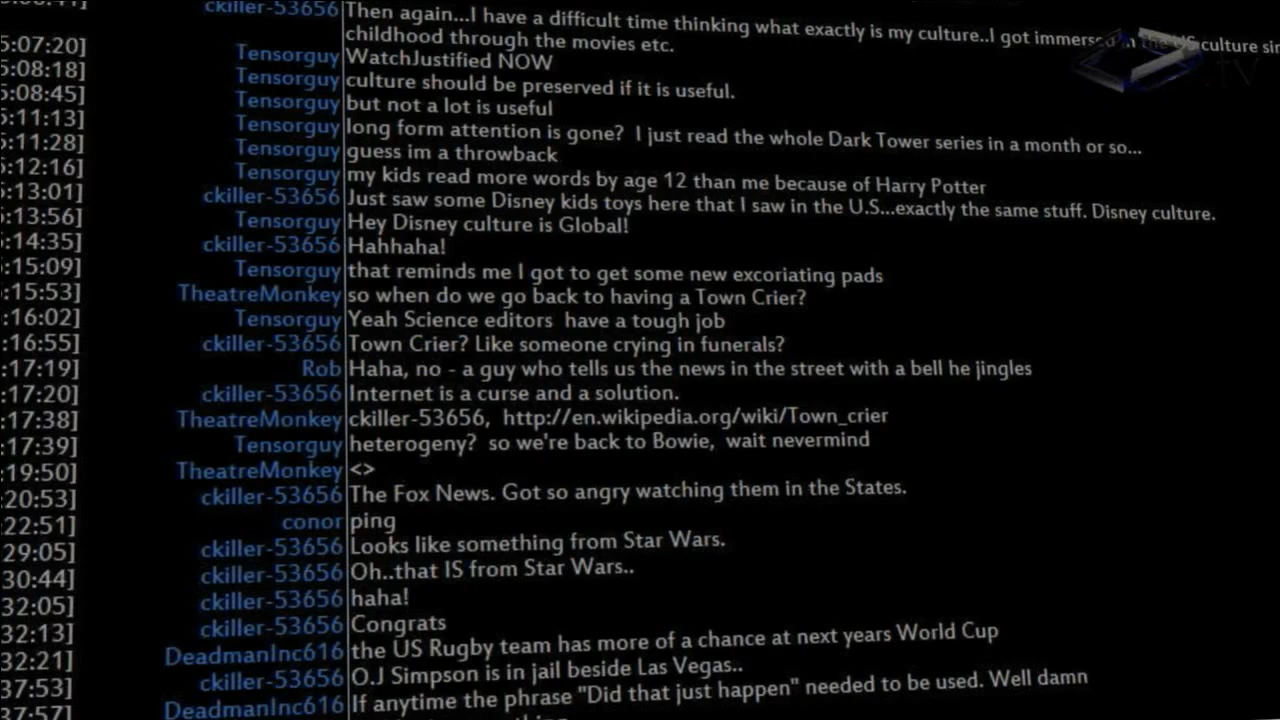 ckiller-53656 Then again...I have a difficult time thinking what exactly is my culture..I got immersed in the US culture
childhood through the movies etc.
5:07:20] Tensorguy WatchJustified NOW
5:08:18] Tensorguy culture should be preserved if it is useful.
5:08:45] Tensorguy but not a lot is useful
5:11:13] Tensorguy long form attention is gone? I just read the whole Dark Tower series in a month or so...
5:11:28] Tensorguy guess im a throwback
5:12:16] Tensorguy my kids read more words by age 12 than me because of Harry Potter
5:13:01] ckiller-53656 Just saw some Disney kids toys here that I saw in the U.S...exactly the same stuff. Disney culture.
5:13:56] Tensorguy Hey Disney culture is Global!
:14:35] ckiller-53656 Hahhaha!
:15:09] Tensorguy that reminds me I got to get some new excoriating pads
:15:53] TheatreMonkey so when do we go back to having a Town Crier?
:16:02] Tensorguy Yeah Science editors have a tough job
:16:55] ckiller-53656 Town Crier? Like someone crying in funerals?
:17:19] Rob Haha, no - a guy who tells us the news in the street with a bell he jingles
:17:20] ckiller-53656 Internet is a curse and a solution.
:17:38] TheatreMonkey ckiller-53656, http://en.wikipedia.org/wiki/Town_crier
:17:39] Tensorguy heterogeny? so we're back to Bowie, wait nevermind
:19:50] TheatreMonkey <>
:20:53] ckiller-53656 The Fox News. Got so angry watching them in the States.
:22:51] conor ping
29:05] ckiller-53656 Looks like something from Star Wars.
30:44] ckiller-53656 Oh..that IS from Star Wars..
32:05] ckiller-53656 haha!
32:13] ckiller-53656 Congrats
32:21] DeadmanInc616 the US Rugby team has more of a chance at next years World Cup
37:53] ckiller-53656 O.J Simpson is in jail beside Las Vegas..
37:57] DeadmanInc616 If anytime the phrase "Did that just happen" needed to be used. Well damn
.tv